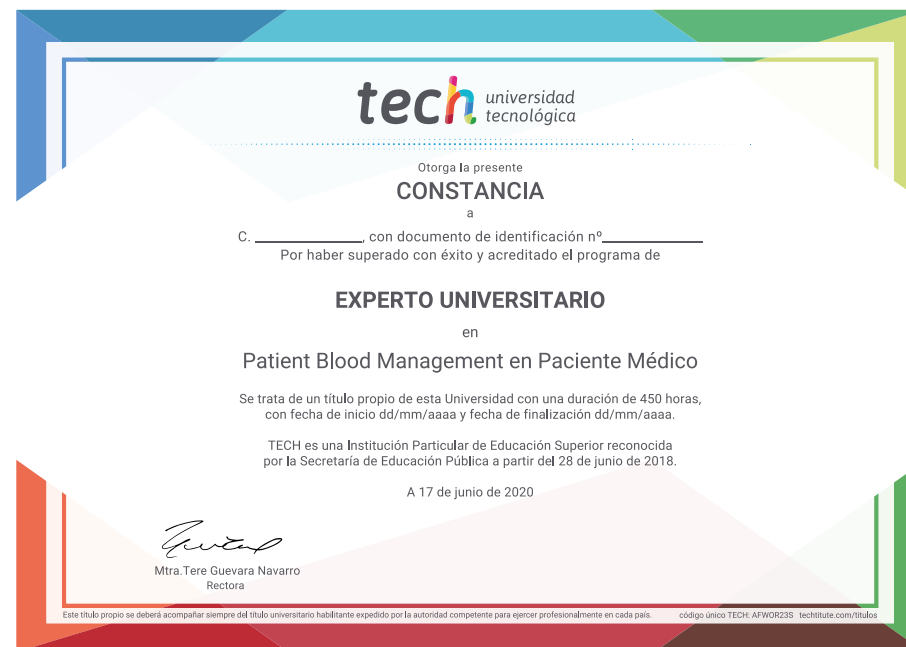 tech universidad
tecnológica
Otorga la presente
CONSTANCIA
a
C. ____________, con documento de identificación nº____________
Por haber superado con éxito y acreditado el programa de
EXPERTO UNIVERSITARIO
en
Patient Blood Management en Paciente Médico
Se trata de un título propio de esta Universidad con una duración de 450 horas,
con fecha de inicio dd/mm/aaaa y fecha de finalización dd/mm/aaaa.
TECH es una Institución Particular de Educación Superior reconocida
por la Secretaría de Educación Pública a partir del 28 de junio de 2018.
A 17 de junio de 2020
Mtra.Tere Guevara Navarro
Rectora
Este título propio se deberá acompañar siempre del título universitario habilitante expedido por la autoridad competente para ejercer profesionalmente en cada país. código único TECH: AFWOR23S techtitute.com/titulos